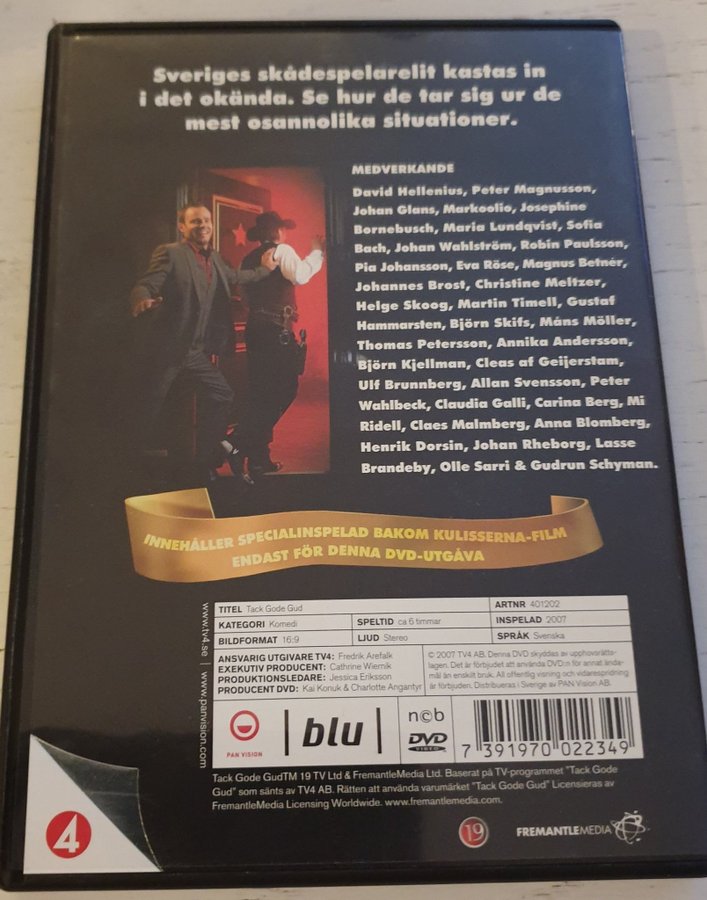 Sveriges skådespelarelit kastas in
i det okända. Se hur de tar sig ur de
mest osannolika situationer.
MEDVERKANDE
David Hellenius, Peter Magnusson,
Johan Glans, Markoolio, Josephine
Bornebusch, Maria Lundqvist, Sofia
Bach, Johan Wahlström, Robin Paulsson,
Pia Johansson, Eva Röse, Magnus Betnér,
Johannes Brost, Christine Meltzer,
Helge Skoog, Martin Timell, Gustaf
Hammarsten, Björn Skifs, Måns Möller,
Thomas Petersson, Annika Andersson,
Björn Kjellman, Cleas af Geijerstam,
Ulf Brunnberg, Allan Svensson, Peter
Wahlbeck, Claudia Galli, Carina Berg, Mi
Ridell, Claes Malmberg, Anna Blomberg,
Henrik Dorsin, Johan Rheborg, Lasse
Brandeby, Olle Sarri & Gudrun Schyman.
INNEHÅLLER SPECIALINSPELAD BAKOM KULISSERNA-FILM
ENDAST FÖR DENNA DVD-UTGÅVA
www.tv4.se | www.panvision.com
TITEL Tack Gode Gud
ARTNR 401202
KATEGORI Komedi
SPELTID ca 6 timmar
INSPELAD 2007
BILDFORMAT 16:9
LJUD Stereo
SPRÅK Svenska
ANSVARIG UTGIVARE TV4: Fredrik Arefalk
EXEKUTIV PRODUCENT: Cathrine Wiernik
PRODUKTIONSLEDARE: Jessica Eriksson
PRODUCENT DVD: Kai Konuk & Charlotte Angantyr
© 2007 TV4 AB. Denna DVD skyddas av upphovsrätts-
lagen. Det är förbjudet att använda DVD:n för annat ända-
mål än enskilt bruk. All offentlig visning och vidarespridning
är förbjuden. Distribueras i Sverige av PAN Vision AB.
PAN VISION
blu
ncb
DVD
VIDEO
7 391970 022349
Tack Gode GudTM 19 TV Ltd & FremantleMedia Ltd. Baserat på TV-programmet "Tack Gode
Gud" som sänts av TV4 AB. Rätten att använda varumärket "Tack Gode Gud" Licensieras av
FremantleMedia Licensing Worldwide. www.fremantlemedia.com.
4
19
FREMANTLEMEDIA